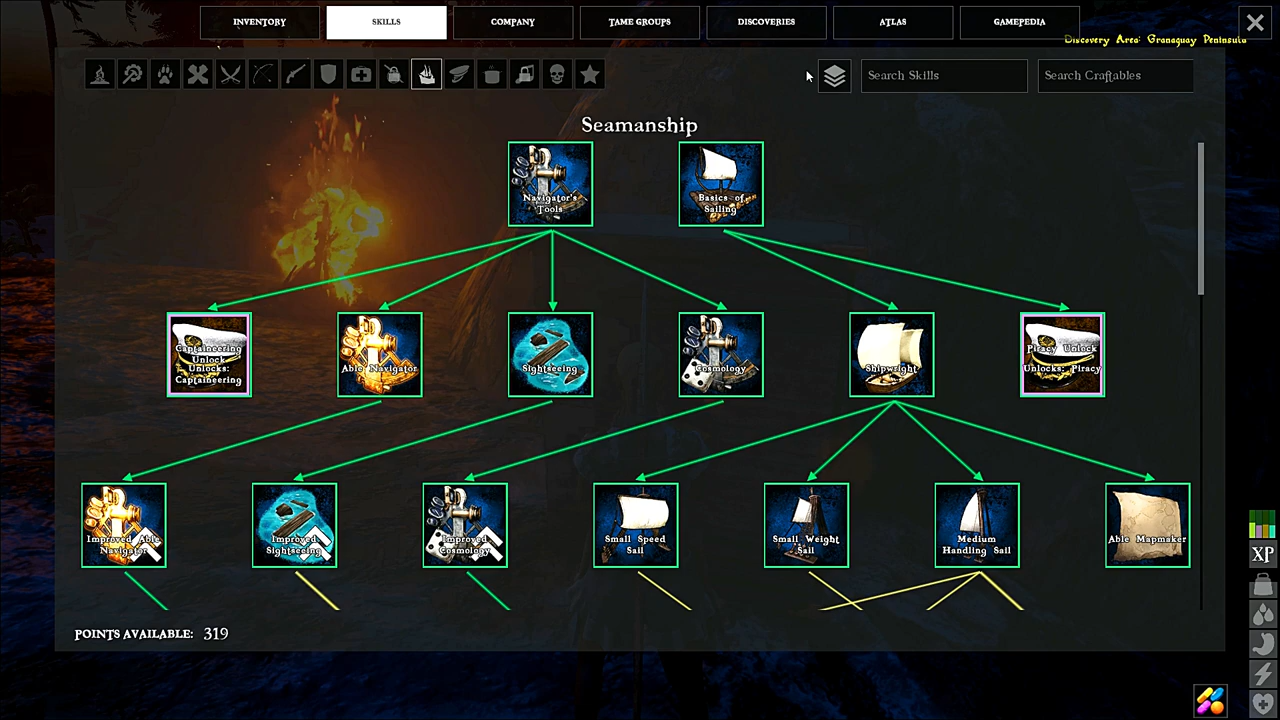 INVENTORY
SKILLS
COMPANY
TAME GROUPS
DISCOVERIES
ATLAS
GAMEPEDIA
Discovery Area: Granaguay Peninsula
Search Skills
Search Craftables
Seamanship
Navigator's
Tools
Basics of
Sailing
Captaineering
Unlock
Unlocks:
Captaineering
Able Navigator
Sightseeing
Cosmology
Shipwright
Piracy Unlock
Unlocks: Piracy
Improved Able
Navigator
Improved
Sightseeing
Improved
Cosmology
Small Speed
Sail
Small Weight
Sail
Medium
Handling Sail
Able Mapmaker
XP
POINTS AVAILABLE: 319